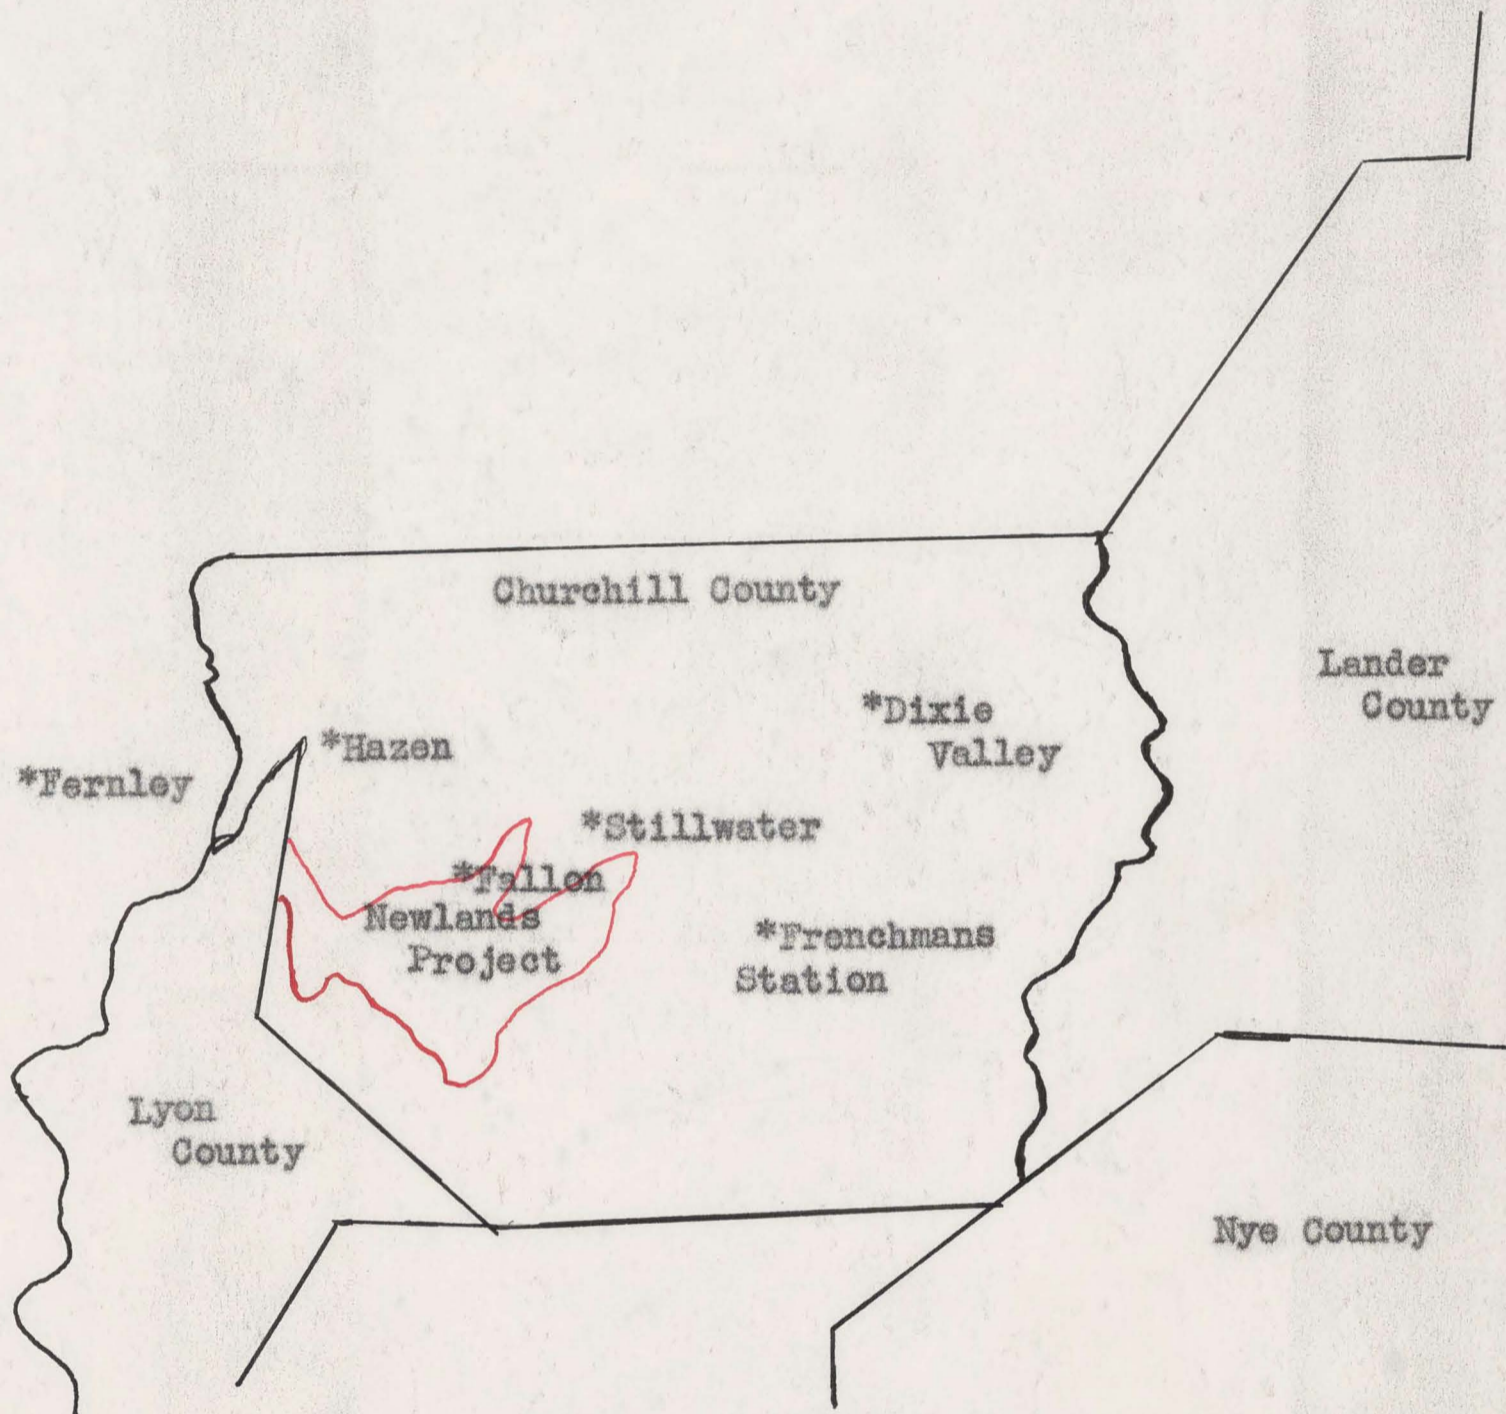 Churchill County
Lander
County
*Dixie
Valley
*Hazen
*Fernley
*Stillwater
*Fallon
Newlands
Project
*Frenchmans
Station
Lyon
County
Nye County